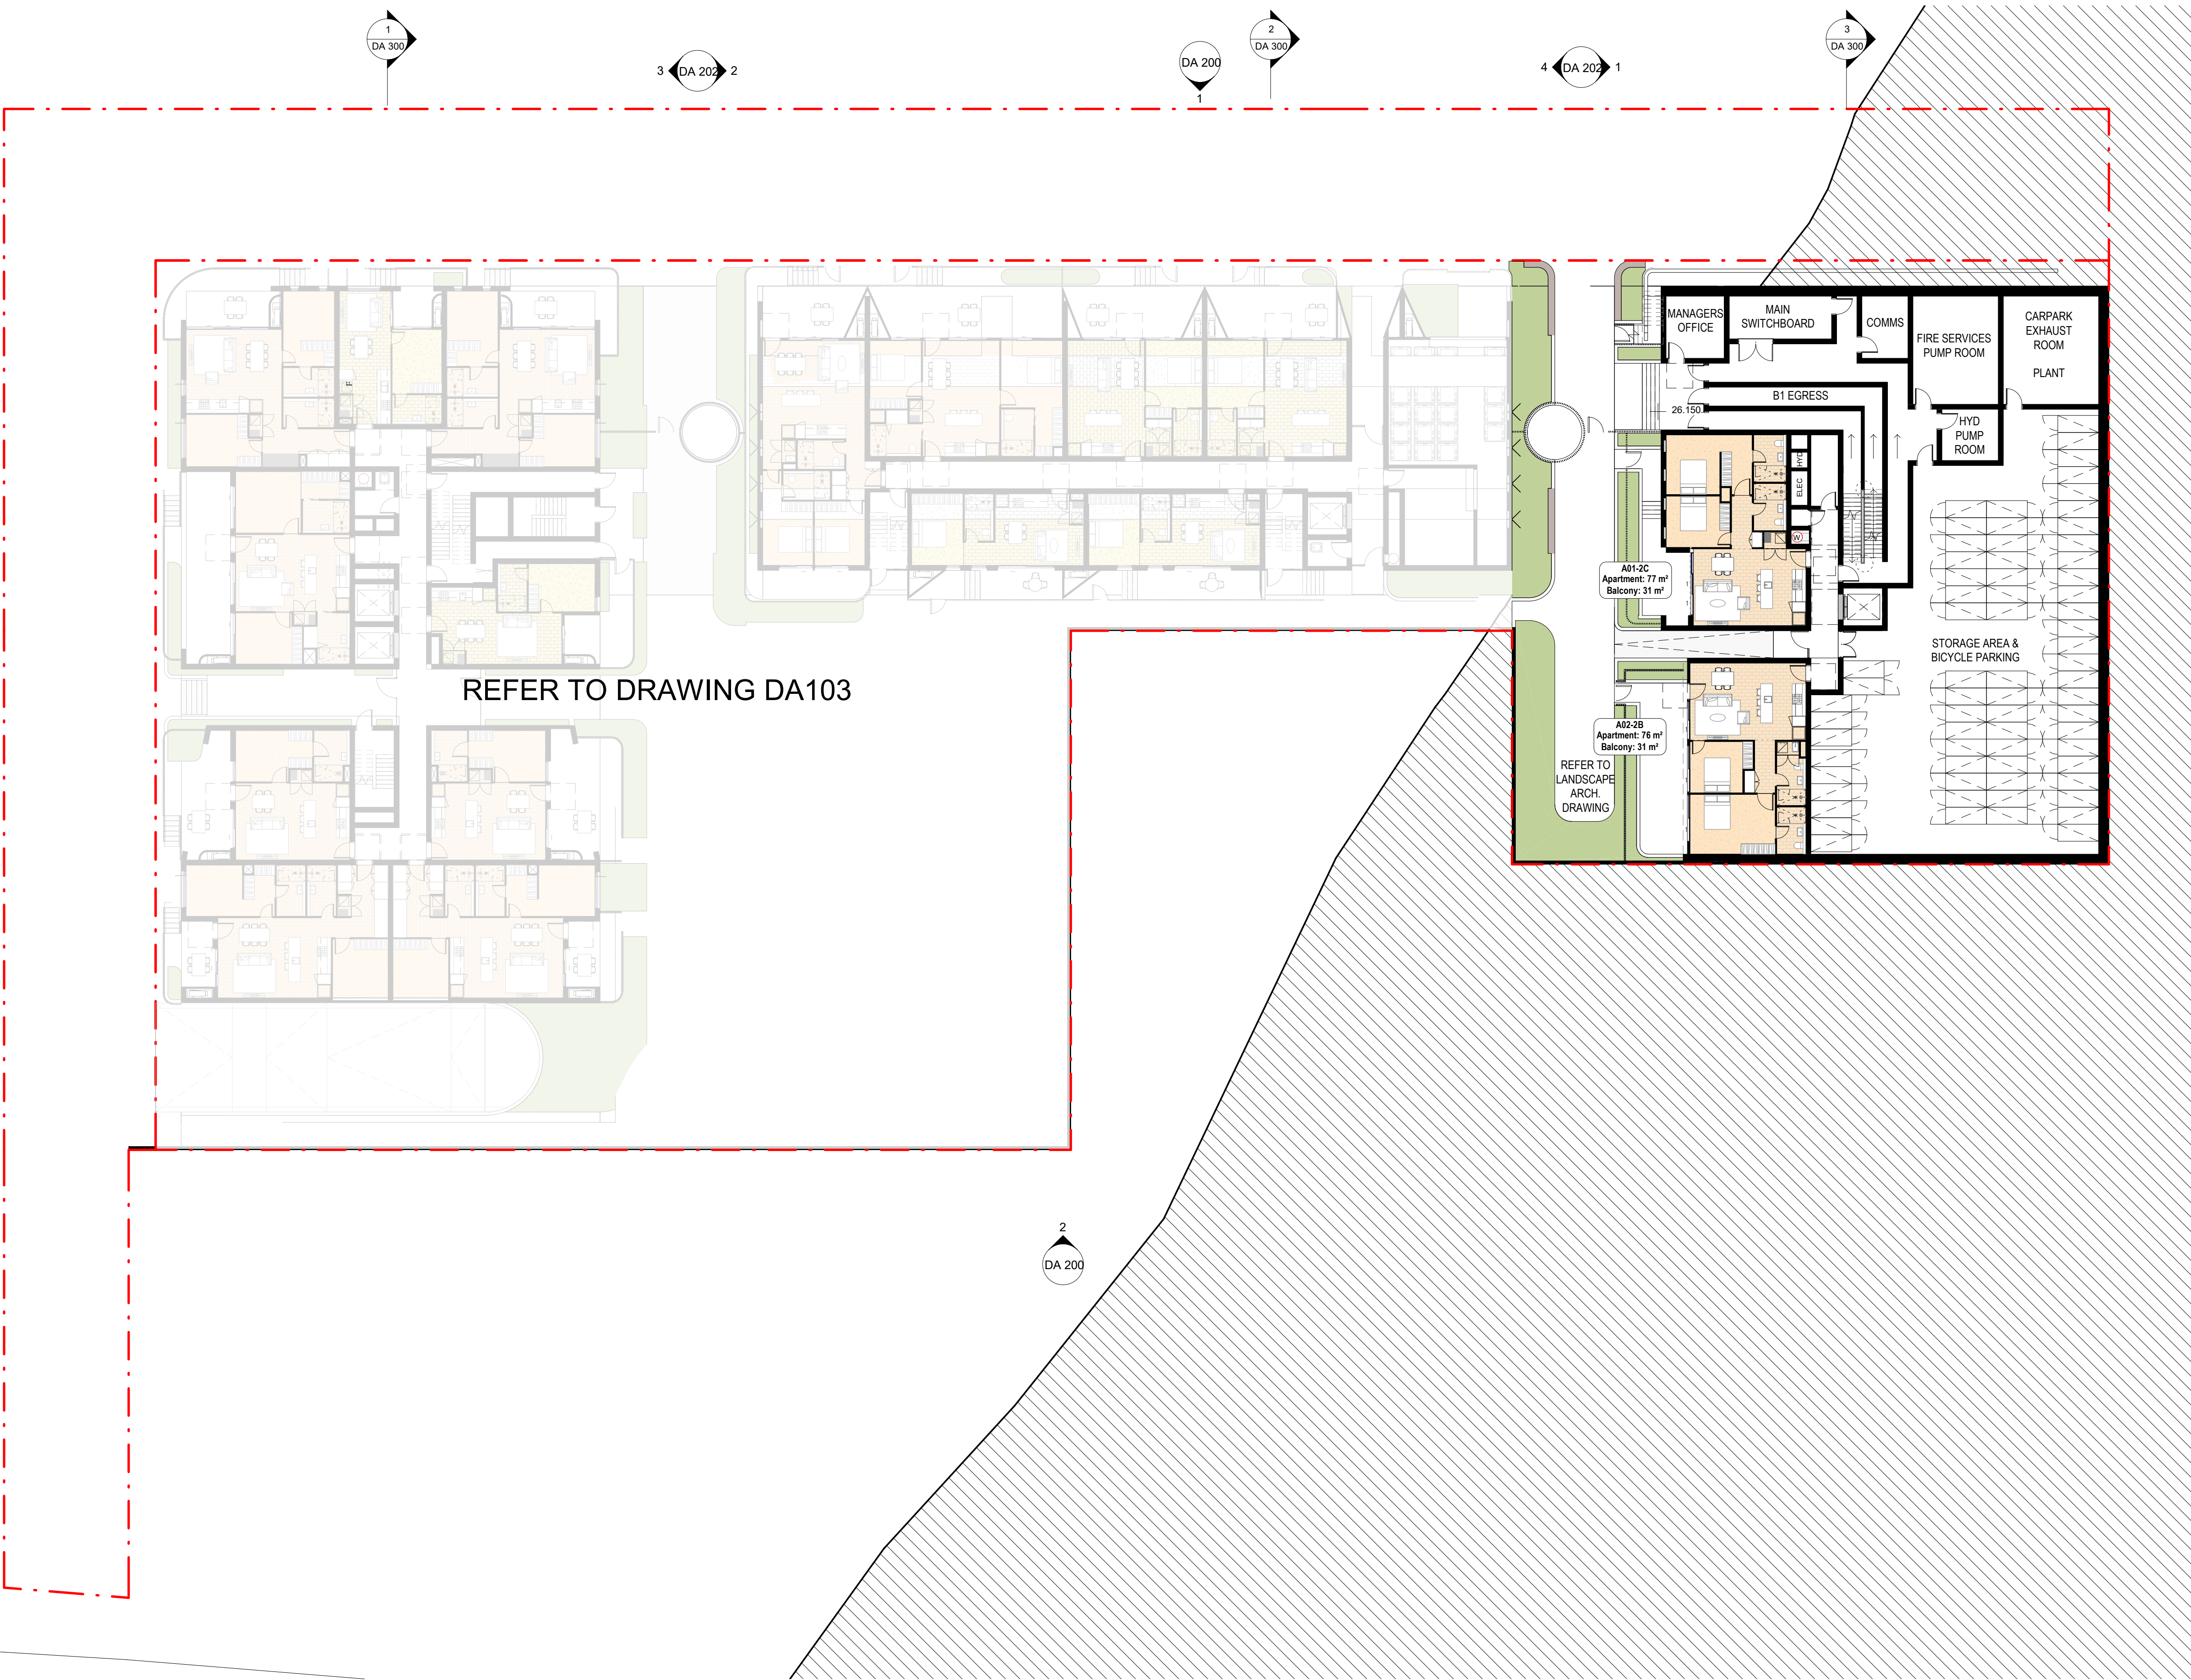 1
DA 300
3
DA 202
2
DA 200
1
2
DA 300
4
DA 202
1
3
DA 300
MANAGERS
OFFICE
MAIN
SWITCHBOARD
COMMS
FIRE SERVICES
PUMP ROOM
CARPARK
EXHAUST
ROOM
PLANT
B1 EGRESS
26.150
HYD
PUMP
ROOM
HYD
ELEC
W
F
A01-2C
Apartment: 77 m²
Balcony: 31 m²
STORAGE AREA &
BICYCLE PARKING
REFER TO DRAWING DA103
A02-2B
Apartment: 76 m²
Balcony: 31 m²
REFER TO
LANDSCAPE
ARCH.
DRAWING
2
DA 200